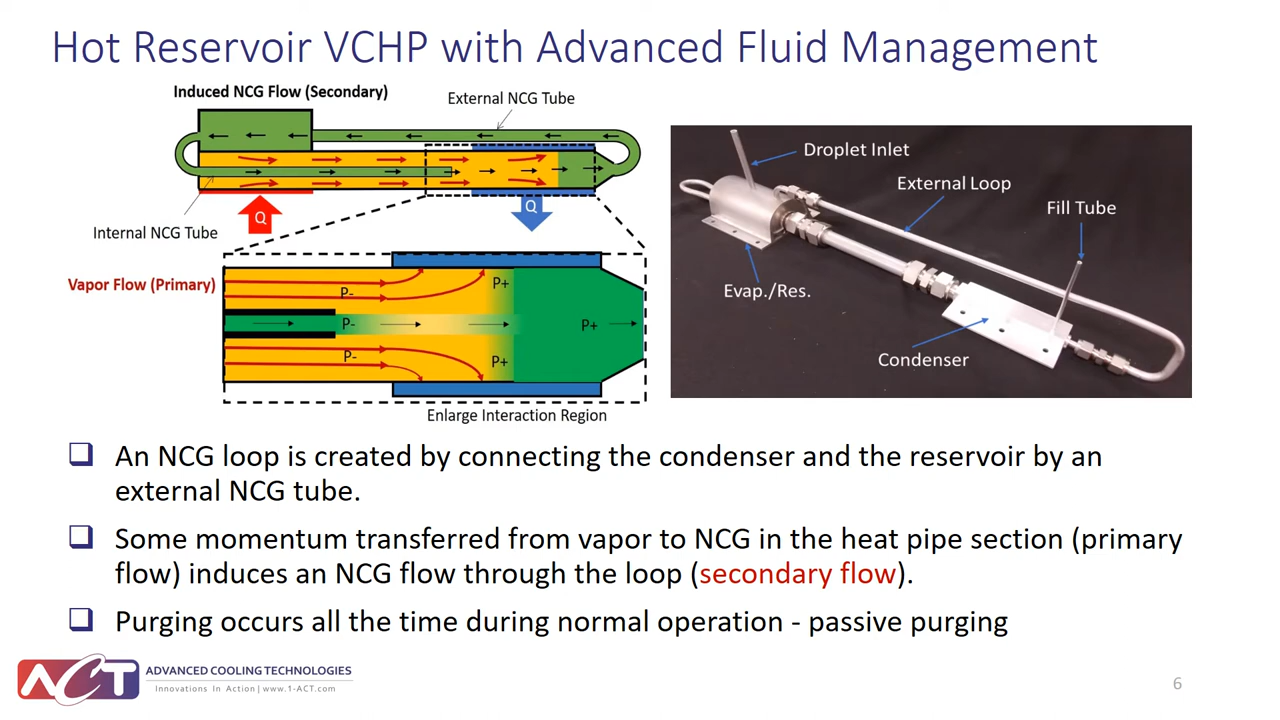 Hot Reservoir VCHP with Advanced Fluid Management
Induced NCG Flow (Secondary)
External NCG Tube
Q
Q
Internal NCG Tube
Vapor Flow (Primary)
P-
P+
P-
P+
P-
P+
Enlarge Interaction Region
Droplet Inlet
External Loop
Fill Tube
Evap./Res.
Condenser
An NCG loop is created by connecting the condenser and the reservoir by an
external NCG tube.
Some momentum transferred from vapor to NCG in the heat pipe section (primary
flow) induces an NCG flow through the loop (secondary flow).
Purging occurs all the time during normal operation - passive purging
ACT
ADVANCED COOLING TECHNOLOGIES
Innovations In Action | www.1-ACT.com
6